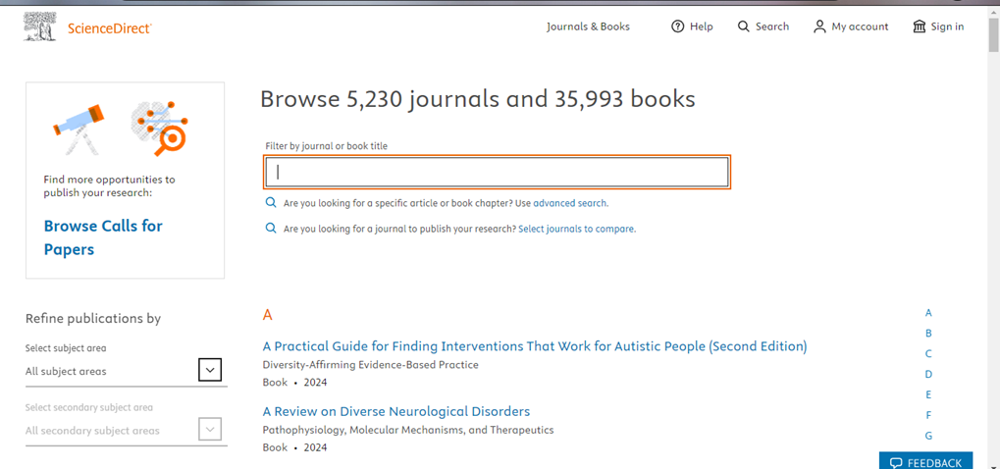 ScienceDirect
Journals & Books
Help
Search
My account
Sign in
Find more opportunities to
publish your research:
Browse Calls for
Papers
Browse 5,230 journals and 35,993 books
Filter by journal or book title
Are you looking for a specific article or book chapter? Use advanced search.
Are you looking for a journal to publish your research? Select journals to compare.
Refine publications by
Select subject area
All subject areas
Select secondary subject area
All secondary subject areas
A
A Practical Guide for Finding Interventions That Work for Autistic People (Second Edition)
Diversity-Affirming Evidence-Based Practice
Book • 2024
A Review on Diverse Neurological Disorders
Pathophysiology, Molecular Mechanisms, and Therapeutics
Book • 2024
A
B
C
D
E
F
G
FEEDBACK